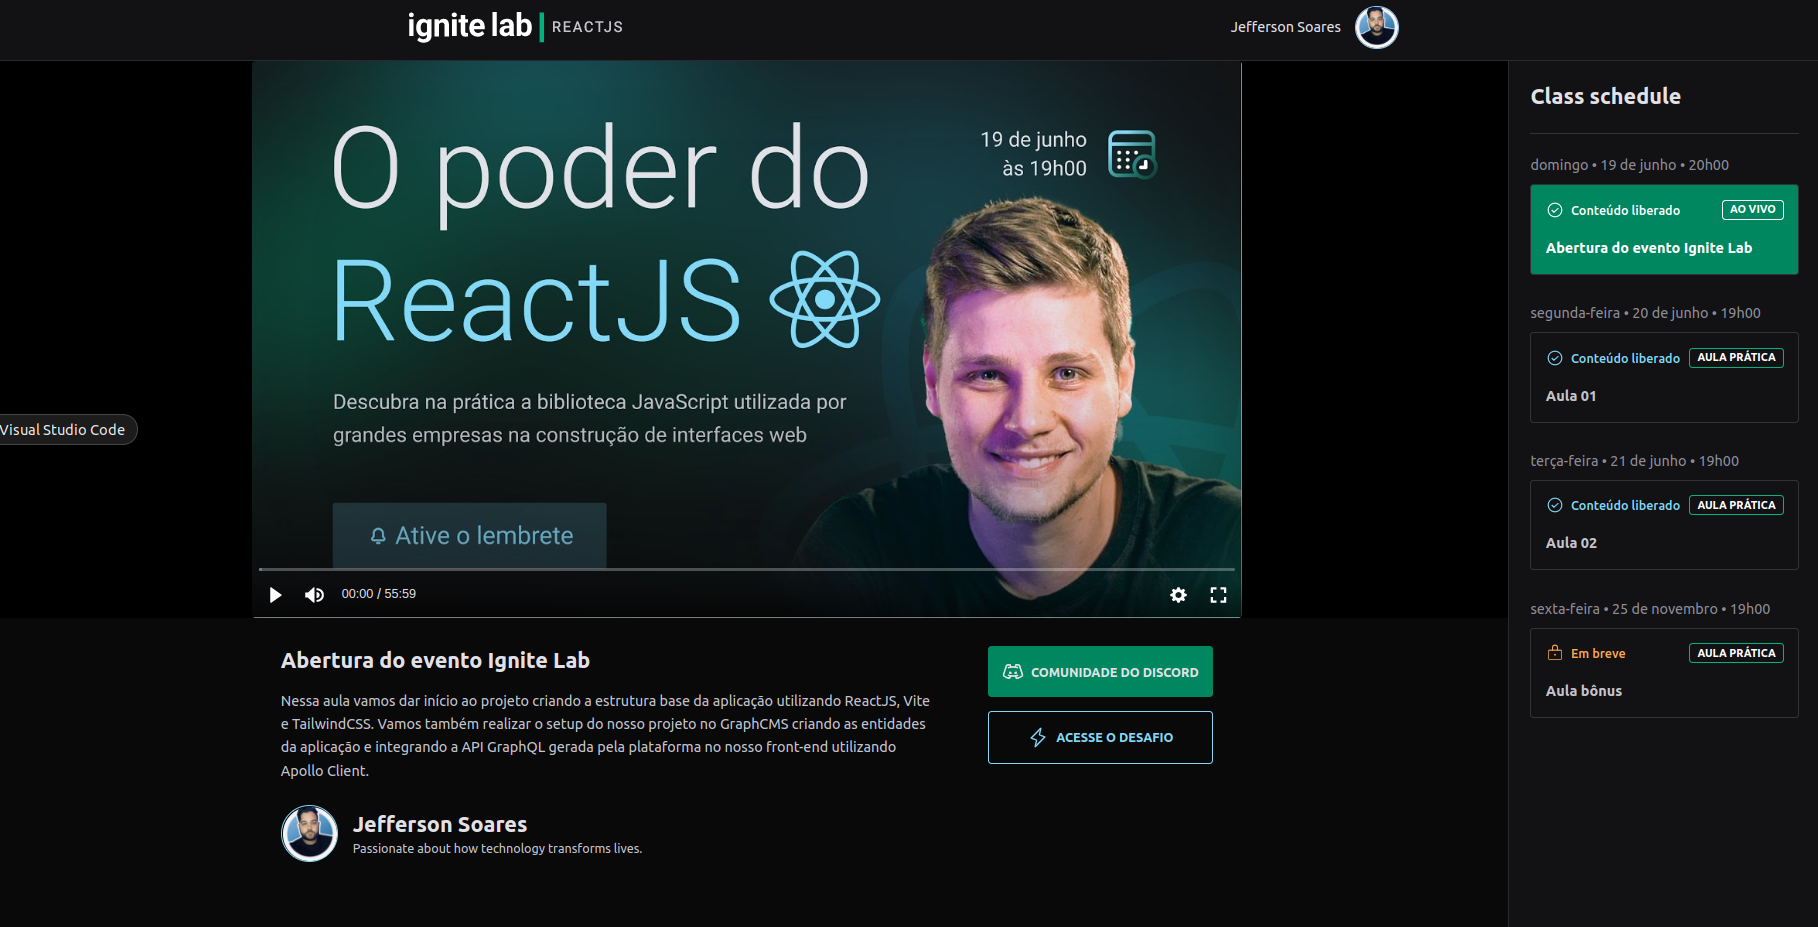 ignite lab REACTJS
Jefferson Soares
O poder do
ReactJS
19 de junho
às 19h00
Descubra na prática a biblioteca JavaScript utilizada por
grandes empresas na construção de interfaces web
Ative o lembrete
00:00 / 55:59
Visual Studio Code
Abertura do evento Ignite Lab
Nessa aula vamos dar início ao projeto criando a estrutura base da aplicação utilizando ReactJS, Vite
e TailwindCSS. Vamos também realizar o setup do nosso projeto no GraphCMS criando as entidades
da aplicação e integrando a API GraphQL gerada pela plataforma no nosso front-end utilizando
Apollo Client.
Jefferson Soares
Passionate about how technology transforms lives.
COMUNIDADE DO DISCORD
ACESSE O DESAFIO
Class schedule
domingo • 19 de junho • 20h00
Conteúdo liberado AO VIVO
Abertura do evento Ignite Lab
segunda-feira • 20 de junho • 19h00
Conteúdo liberado AULA PRÁTICA
Aula 01
terça-feira • 21 de junho • 19h00
Conteúdo liberado AULA PRÁTICA
Aula 02
sexta-feira • 25 de novembro • 19h00
Em breve AULA PRÁTICA
Aula bônus